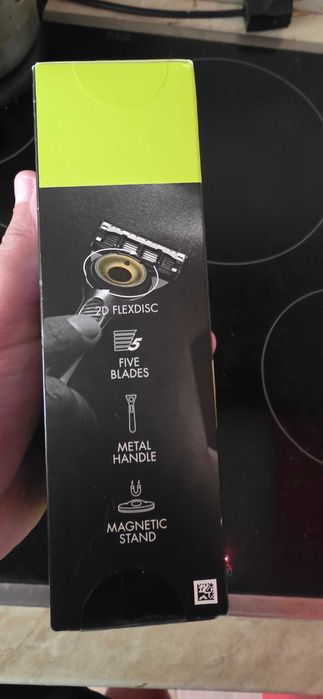 2D FLEXDISC
5
FIVE
BLADES
METAL
HANDLE
MAGNETIC
STAND